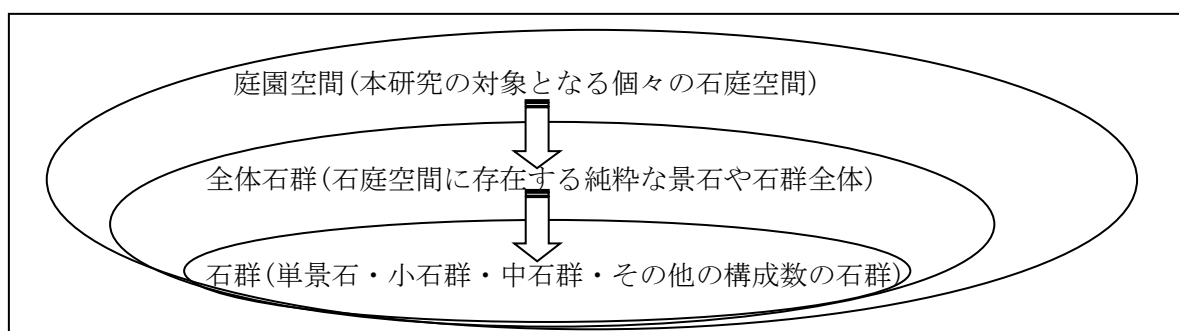 庭園空間(本研究の対象となる個々の石庭空間)
全体石群(石庭空間に存在する純粋な景石や石群全体)
石群(単景石・小石群・中石群・その他の構成数の石群)